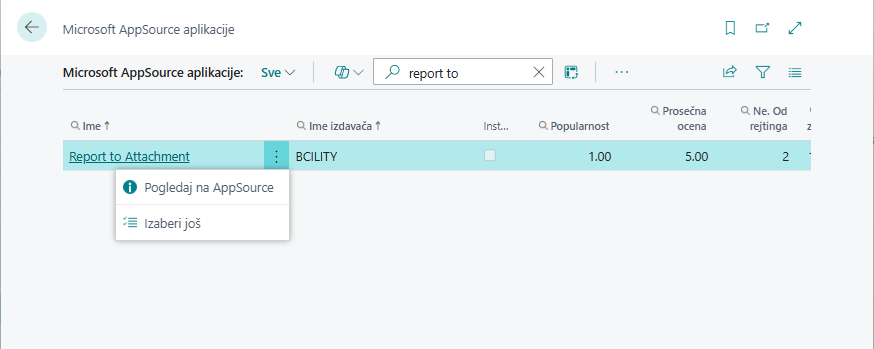 Microsoft AppSource aplikacije
Microsoft AppSource aplikacije: Sve report to ...
Ime ↑ Ime izdavača ↑ Inst... Popularnost Prosečna ocena Ne. Od rejtinga z
Report to Attachment BCILITY 1.00 5.00 2
Pogledaj na AppSource
Izaberi još